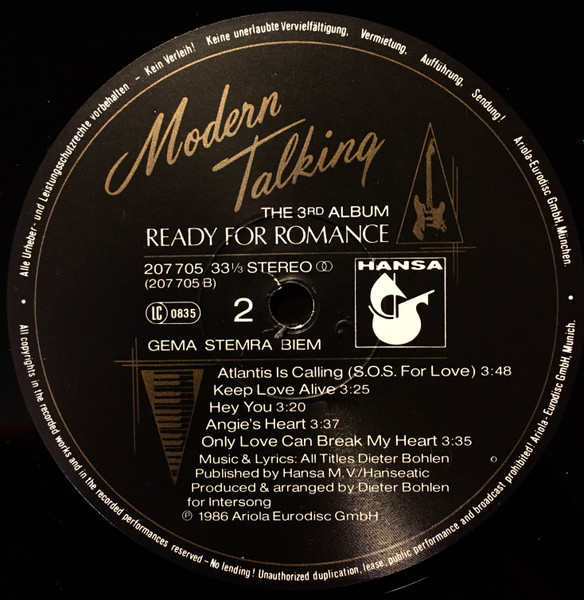 Alle Urheber- und Leistungsschutzrechte vorbehalten - Kein Verleih! Keine unerlaubte Vervielfältigung, Vermietung, Aufführung, Sendung! Ariola-Eurodisc GmbH, München.
Modern
Talking
THE 3RD ALBUM
READY FOR ROMANCE
207 705 33 1/3 STEREO
(207 705 B)
HANSA
LC 0835
2
GEMA STEMRA BIEM
Atlantis Is Calling (S.O.S. For Love) 3:48
Keep Love Alive 3:25
Hey You 3:20
Angie's Heart 3:37
Only Love Can Break My Heart 3:35
Music & Lyrics: All Titles Dieter Bohlen
Published by Hansa M.V./Hanseatic
Produced & arranged by Dieter Bohlen
for Intersong
℗ 1986 Ariola Eurodisc GmbH
All copyrights in the recorded works and in the recorded performances reserved - No lending! Unauthorized duplication, lease, public performance and broadcast prohibited! Ariola-Eurodisc GmbH, Munich.